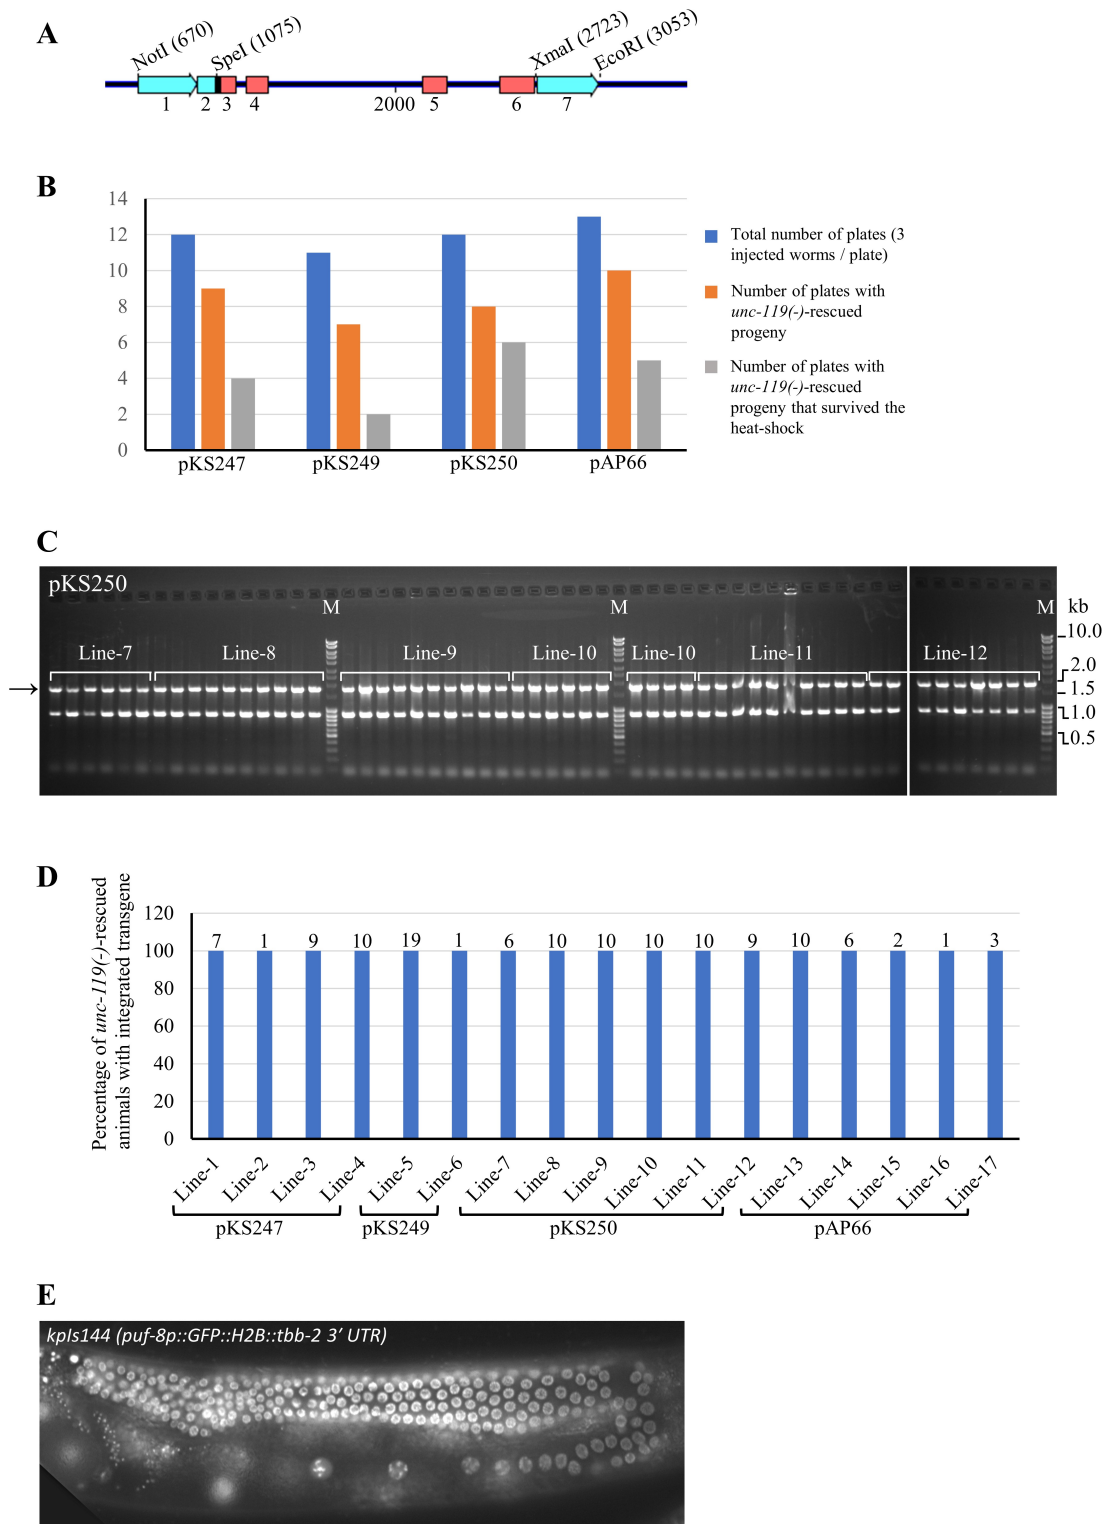 A
NotI (670)
SpeI (1075)
XmaI (2723)
EcoRI (3053)
1 2 3 4 2000 5 6 7
B
14
12
10
8
6
4
2
0
pKS247 pKS249 pKS250 pAP66
Total number of plates (3
injected worms / plate)
Number of plates with
unc-119(-)-rescued
progeny
Number of plates with
unc-119(-)-rescued
progeny that survived the
heat-shock
C
pKS250
M M M kb
Line-7 Line-8 Line-9 Line-10 Line-10 Line-11 Line-12
10.0
2.0
1.5
1.0
0.5
D
Percentage of unc-119(-)-rescued
animals with integrated transgene
120
100
80
60
40
20
0
7 1 9 10 19 1 6 10 10 10 10 9 10 6 2 1 3
Line-1 Line-2 Line-3 Line-4 Line-5 Line-6 Line-7 Line-8 Line-9 Line-10 Line-11 Line-12 Line-13 Line-14 Line-15 Line-16 Line-17
pKS247 pKS249 pKS250 pAP66
E
kpIs144 (puf-8p::GFP::H2B::tbb-2 3’ UTR)